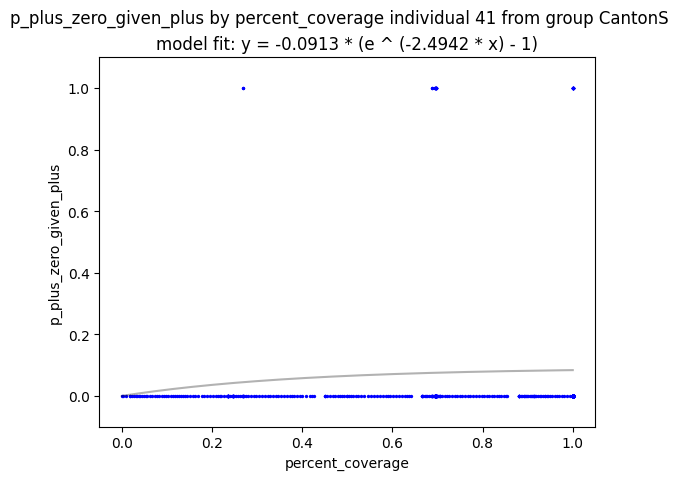 p_plus_zero_given_plus by percent_coverage individual 41 from group CantonS
model fit: y = -0.0913 * (e ^ (-2.4942 * x) - 1)
1.0
0.8
0.6
0.4
0.2
0.0
p_plus_zero_given_plus
0.0 0.2 0.4 0.6 0.8 1.0
percent_coverage